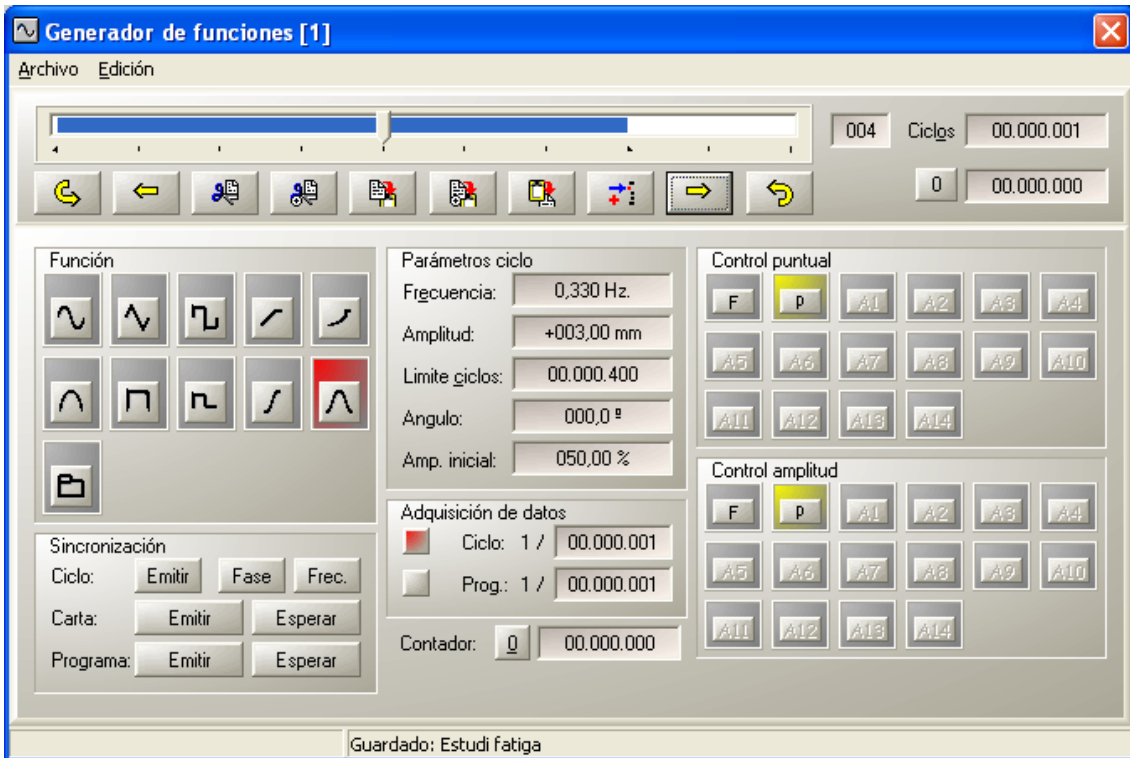 Generador de funciones [1]
Archivo Edición
004 Ciclos 00.000.001
0 00.000.000
Función
Parámetros ciclo
Frecuencia: 0,330 Hz.
Amplitud: +003,00 mm
Limite ciclos: 00.000.400
Angulo: 000,0 º
Amp. inicial: 050,00 %
Control puntual
F P A1 A2 A3 A4
A5 A6 A7 A8 A9 A10
A11 A12 A13 A14
Control amplitud
F P A1 A2 A3 A4
A5 A6 A7 A8 A9 A10
A11 A12 A13 A14
Sincronización
Ciclo: Emitir Fase Frec.
Carta: Emitir Esperar
Programa: Emitir Esperar
Adquisición de datos
Ciclo: 1 / 00.000.001
Prog.: 1 / 00.000.001
Contador: 0 00.000.000
Guardado: Estudi fatiga